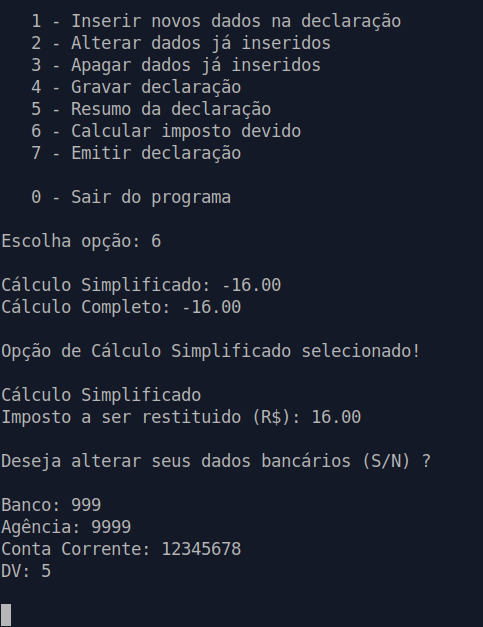 1 - Inserir novos dados na declaração
2 - Alterar dados já inseridos
3 - Apagar dados já inseridos
4 - Gravar declaração
5 - Resumo da declaração
6 - Calcular imposto devido
7 - Emitir declaração
0 - Sair do programa
Escolha opção: 6
Cálculo Simplificado: -16.00
Cálculo Completo: -16.00
Opção de Cálculo Simplificado selecionado!
Cálculo Simplificado
Imposto a ser restituido (R$): 16.00
Deseja alterar seus dados bancários (S/N) ?
Banco: 999
Agência: 9999
Conta Corrente: 12345678
DV: 5